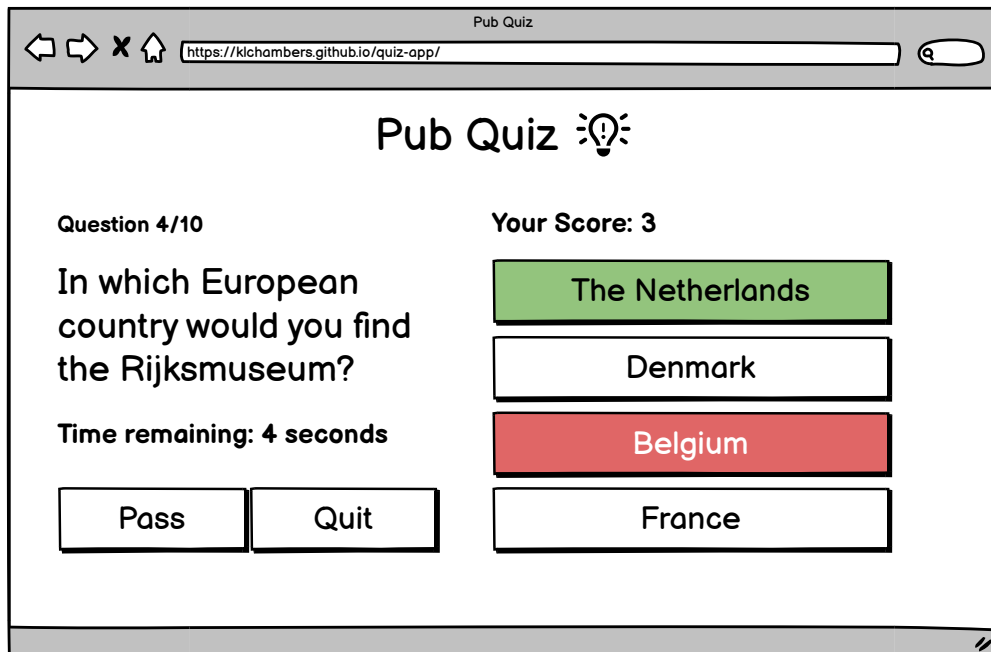 Pub Quiz
https://klchambers.github.io/quiz-app/
Pub Quiz
Question 4/10
In which European
country would you find
the Rijksmuseum?
Time remaining: 4 seconds
Pass
Quit
Your Score: 3
The Netherlands
Denmark
Belgium
France